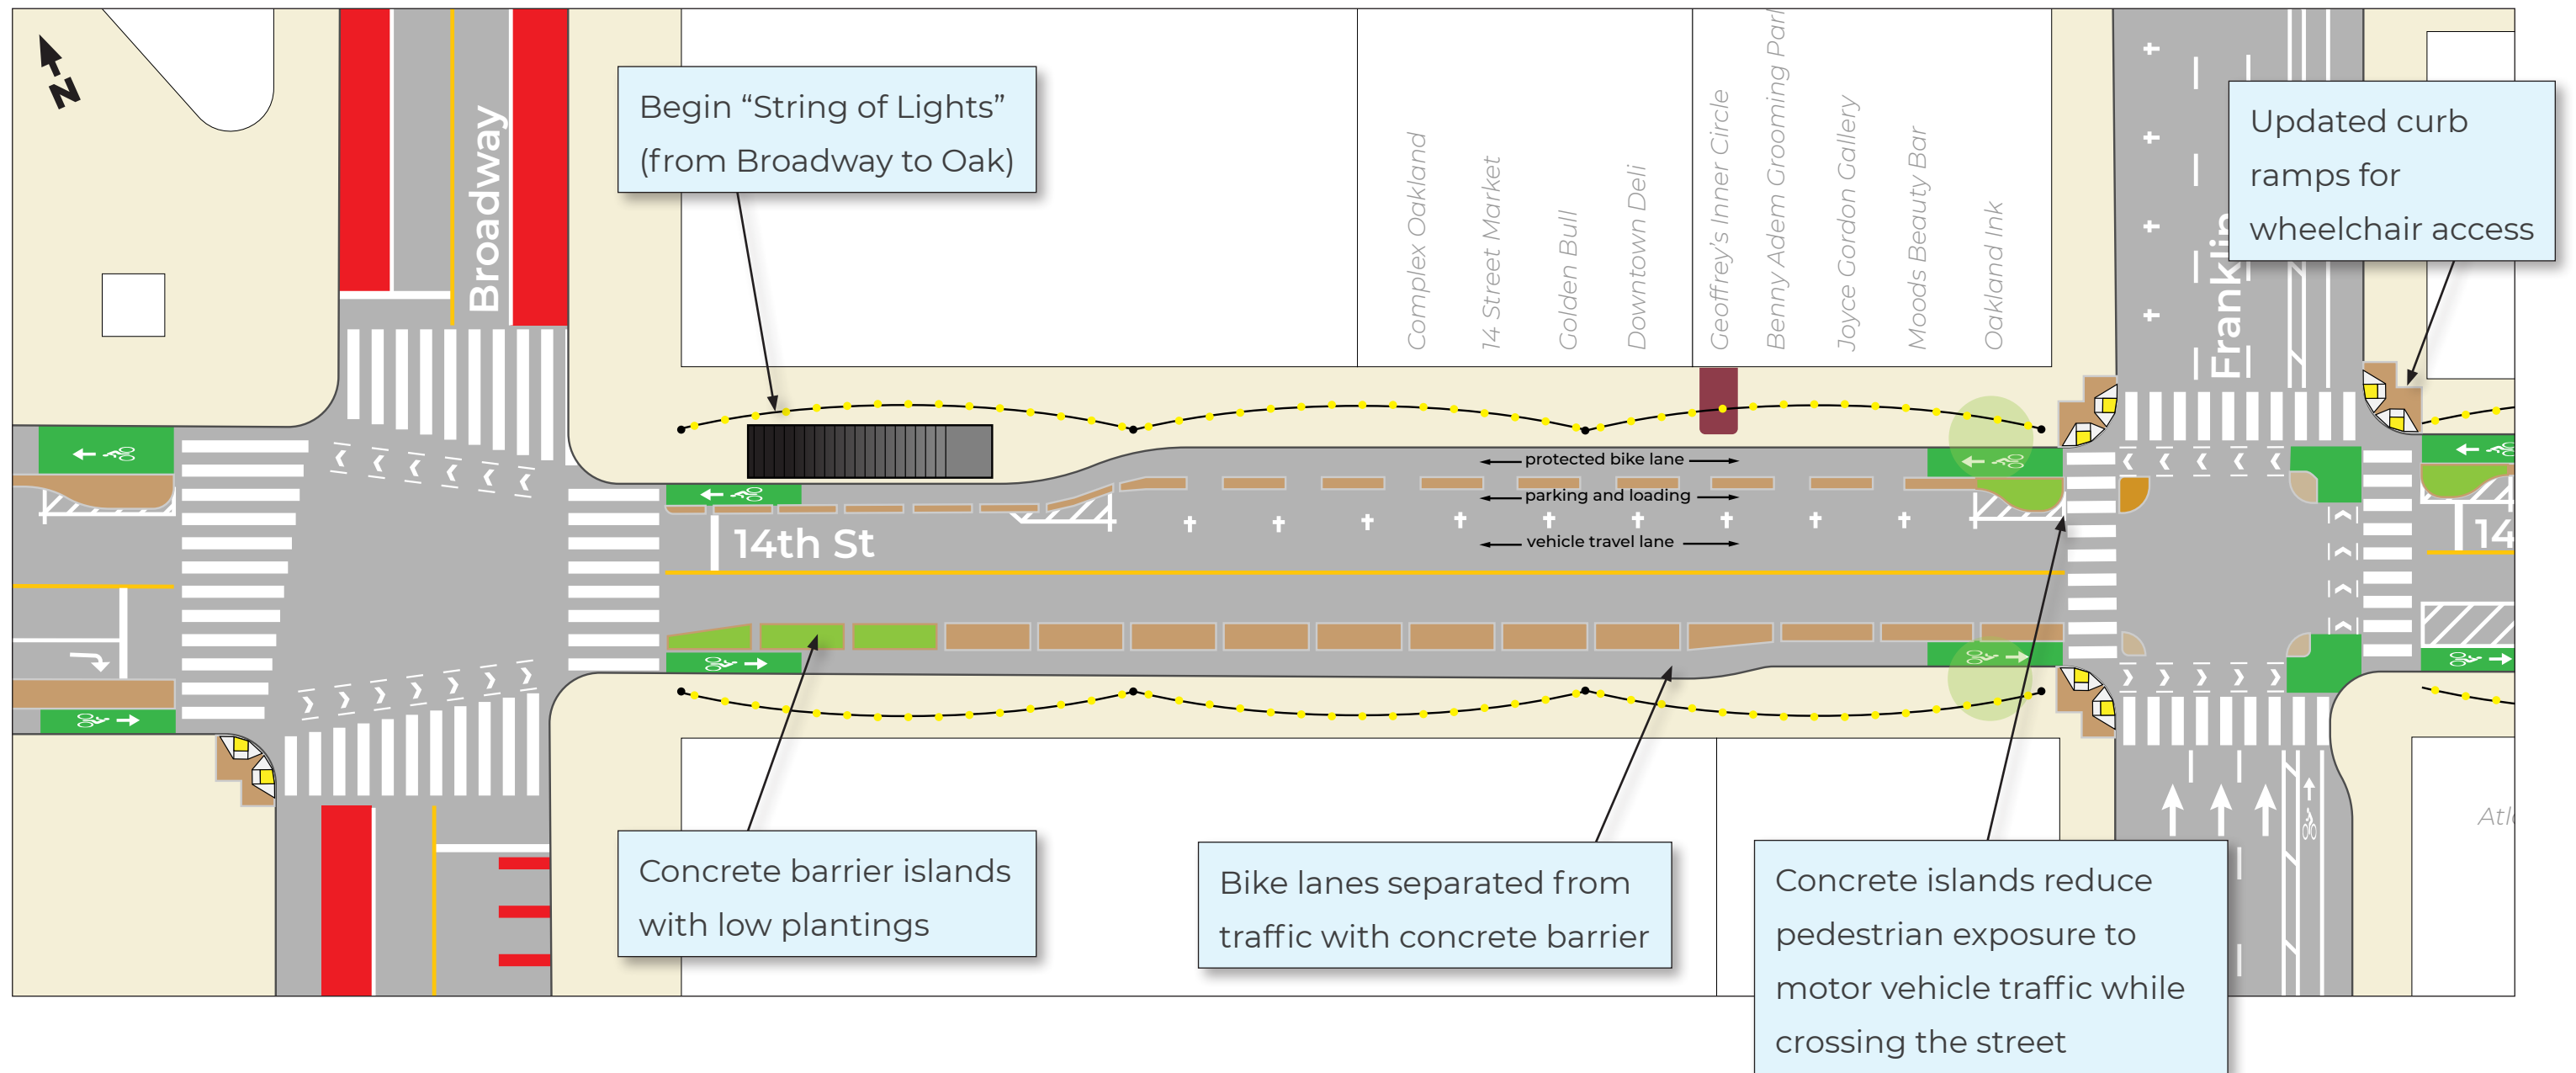 N
Broadway
Begin “String of Lights”
(from Broadway to Oak)
Complex Oakland
14 Street Market
Golden Bull
Downtown Deli
Geoffrey’s Inner Circle
Benny Adem Grooming Parl
Joyce Gordon Gallery
Moods Beauty Bar
Oakland Ink
Franklin
Updated curb
ramps for
wheelchair access
protected bike lane
parking and loading
vehicle travel lane
14th St
14
Concrete barrier islands
with low plantings
Bike lanes separated from
traffic with concrete barrier
Concrete islands reduce
pedestrian exposure to
motor vehicle traffic while
crossing the street